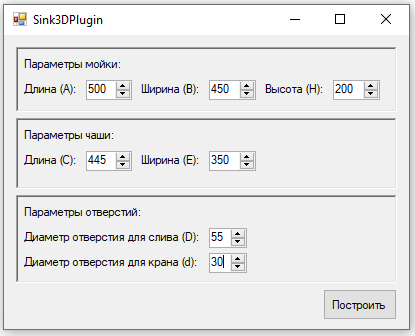 Sink3DPlugin
Параметры мойки:
Длина (A): 500 Ширина (B): 450 Высота (H): 200
Параметры чаши:
Длина (C): 445 Ширина (E): 350
Параметры отверстий:
Диаметр отверстия для слива (D): 55
Диаметр отверстия для крана (d): 30
Построить